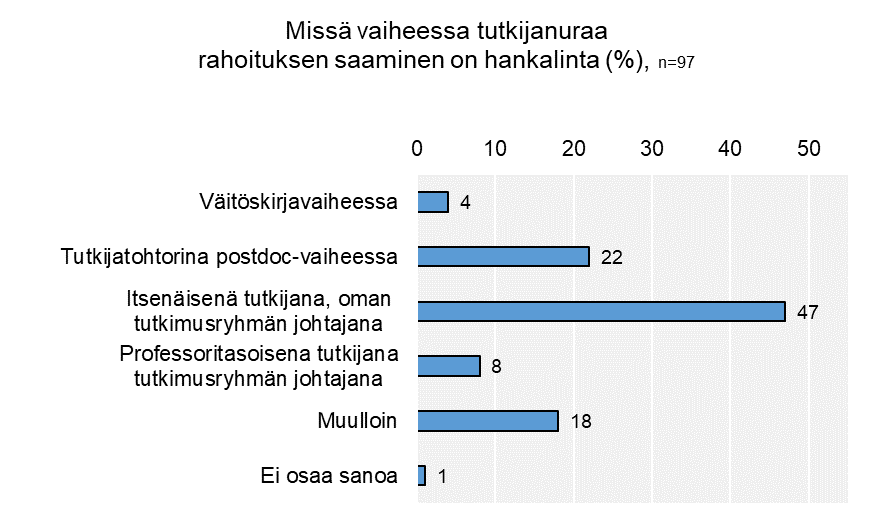 Missä vaiheessa tutkijanuraa
rahoituksen saaminen on hankalinta (%), n=97
0 10 20 30 40 50
Väitöskirjavaiheessa 4
Tutkijatohtorina postdoc-vaiheessa 22
Itsenäisenä tutkijana, oman
tutkimusryhmän johtajana 47
Professoritasoisena tutkijana
tutkimusryhmän johtajana 8
Muulloin 18
Ei osaa sanoa 1